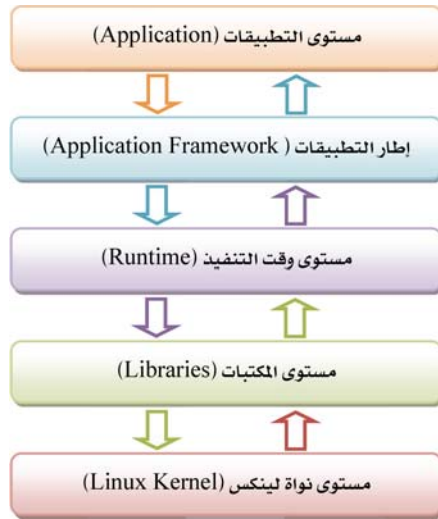 مستوى التطبيقات (Application)
إطار التطبيقات ( Application Framework)
مستوى وقت التنفيذ (Runtime)
مستوى المكتبات (Libraries)
مستوى نواة لينكس (Linux Kernel)